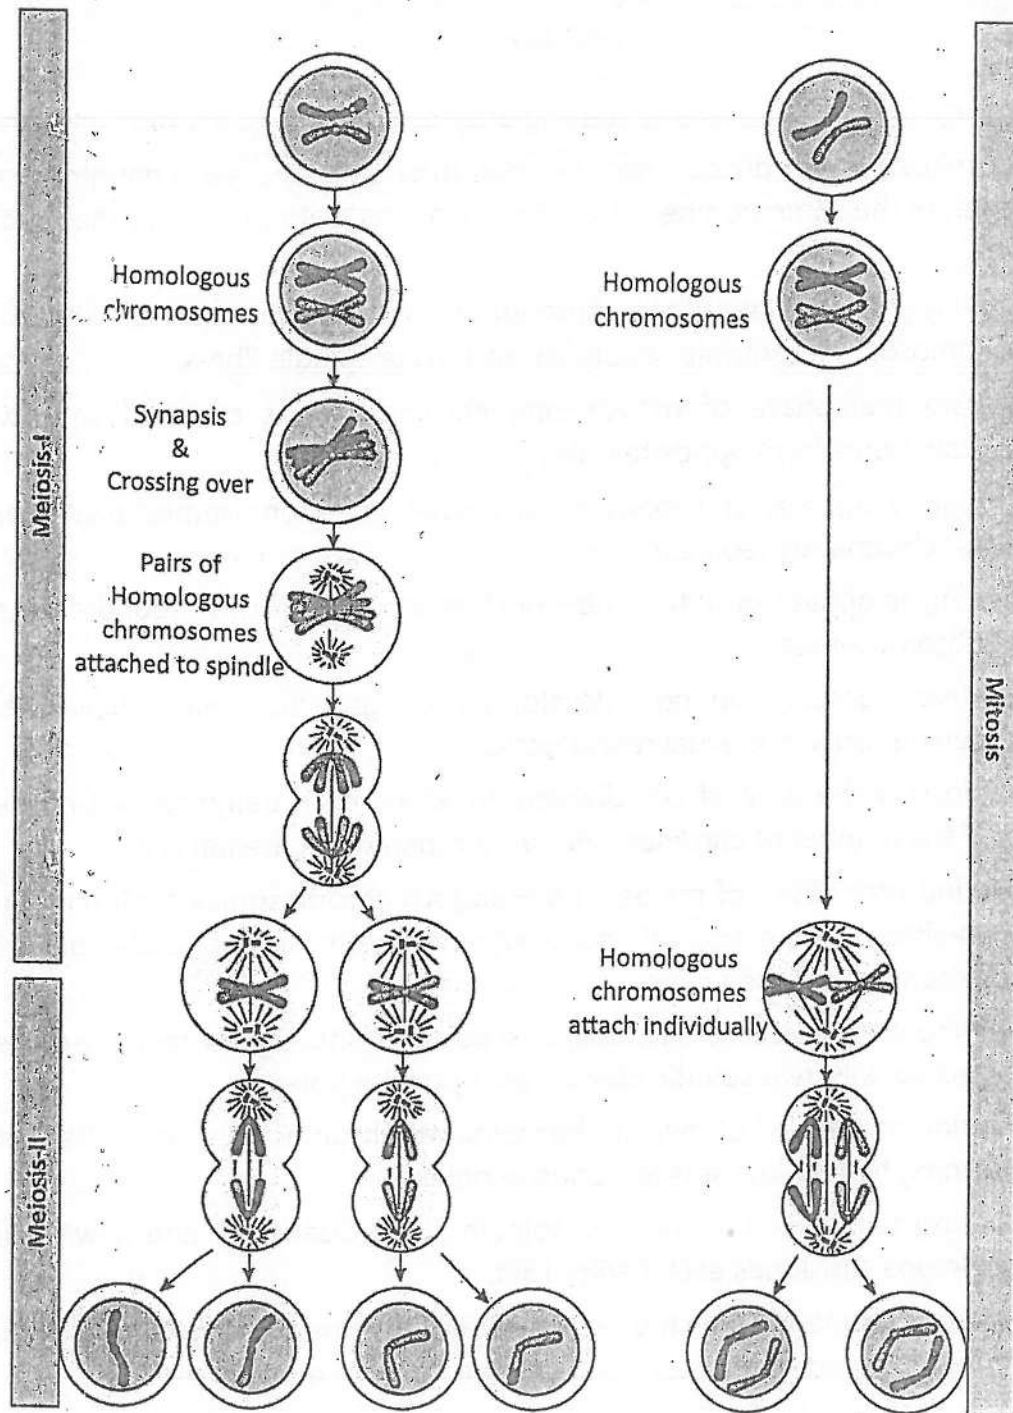 Meiosis-I
Homologous
chromosomes
Synapsis
&
Crossing over
Pairs of
Homologous
chromosomes
attached to spindle
Meiosis-II
Homologous
chromosomes
Homologous
chromosomes
attach individually
Mitosis